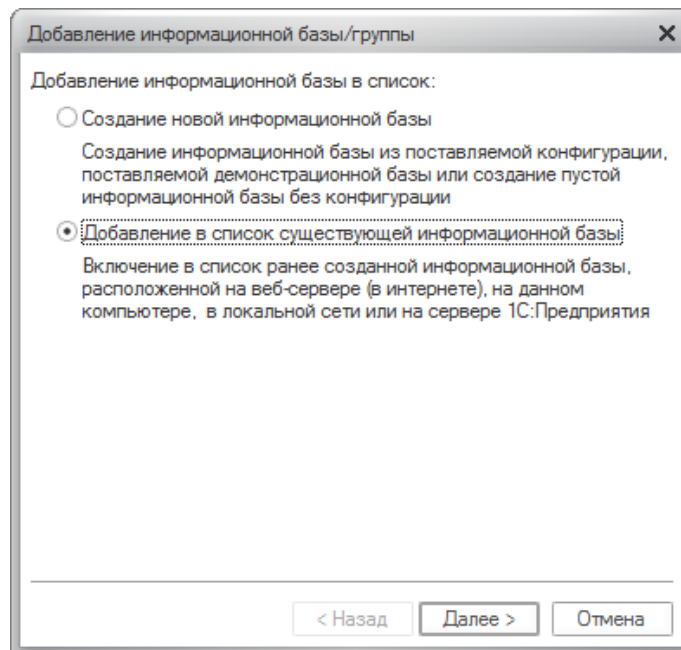 Добавление информационной базы/группы
Добавление информационной базы в список:
Создание новой информационной базы
Создание информационной базы из поставляемой конфигурации,
поставляемой демонстрационной базы или создание пустой
информационной базы без конфигурации
Добавление в список существующей информационной базы
Включение в список ранее созданной информационной базы,
расположенной на веб-сервере (в интернете), на данном
компьютере, в локальной сети или на сервере 1С:Предприятия
< Назад Далее > Отмена